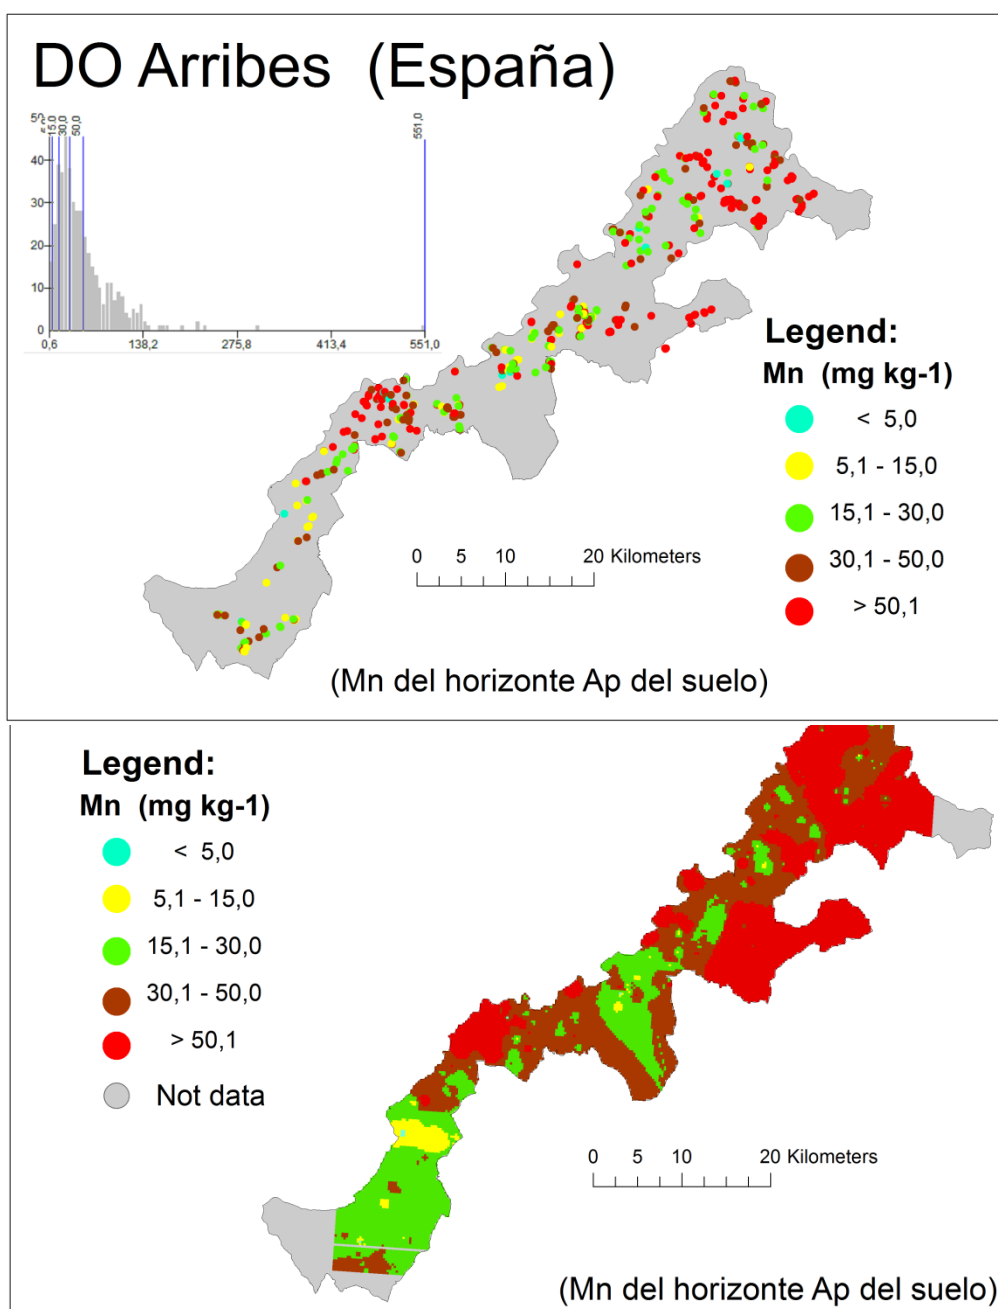 DO Arribes (España)
15,0
30,0
50,0
551,0
40
30
20
10
0
0,6 138,2 275,8 413,4 551,0
Legend:
Mn (mg kg-1)
< 5,0
5,1 - 15,0
15,1 - 30,0
30,1 - 50,0
> 50,1
0 5 10 20 Kilometers
(Mn del horizonte Ap del suelo)
Legend:
Mn (mg kg-1)
< 5,0
5,1 - 15,0
15,1 - 30,0
30,1 - 50,0
> 50,1
Not data
0 5 10 20 Kilometers
(Mn del horizonte Ap del suelo)